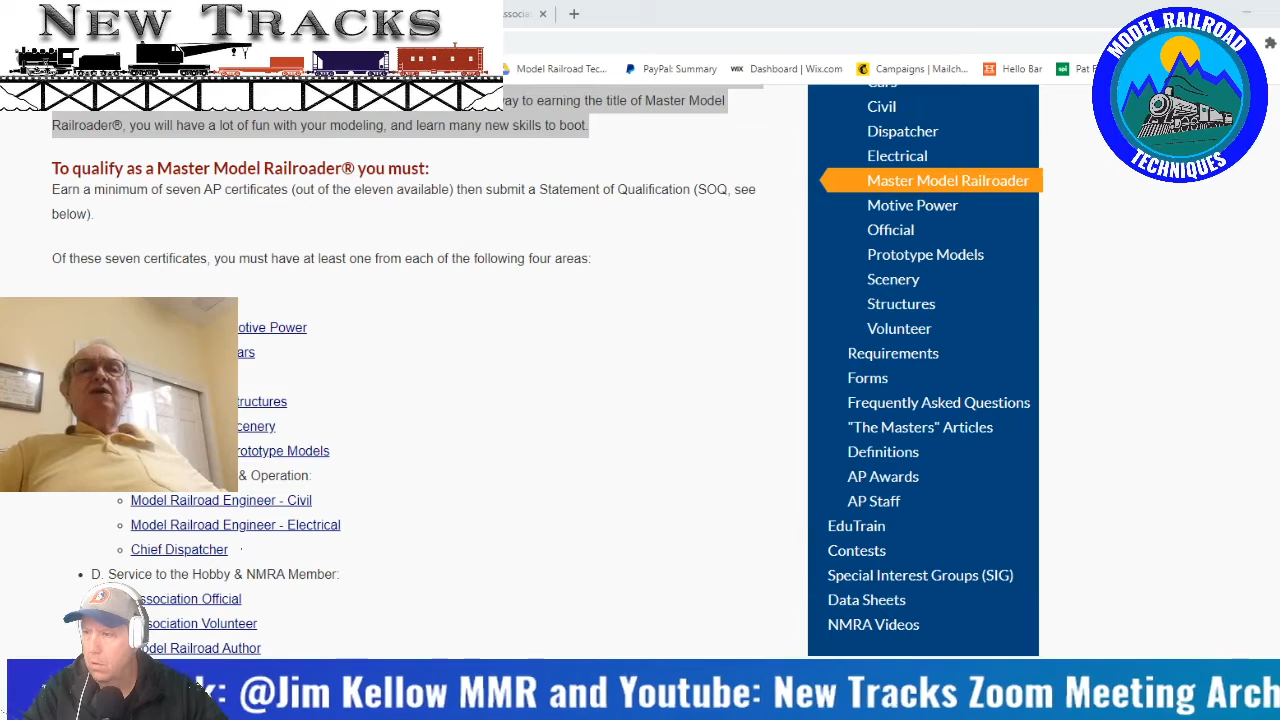 New Tracks
Associa
Model Railroad Tec...
PayPal: Summary
Dashboard | Wix.com
Campaigns | Mailch...
Hello Bar
Pat
MODEL RAILROAD
TECHNIQUES
way to earning the title of Master Model
Railroader®, you will have a lot of fun with your modeling, and learn many new skills to boot.
To qualify as a Master Model Railroader® you must:
Earn a minimum of seven AP certificates (out of the eleven available) then submit a Statement of Qualification (SOQ, see
below).
Of these seven certificates, you must have at least one from each of the following four areas:
otive Power
ars
tructures
cenery
rototype Models
& Operation:
Model Railroad Engineer - Civil
Model Railroad Engineer - Electrical
Chief Dispatcher
D. Service to the Hobby & NMRA Member:
ssociation Official
ssociation Volunteer
odel Railroad Author
Cars
Civil
Dispatcher
Electrical
Master Model Railroader
Motive Power
Official
Prototype Models
Scenery
Structures
Volunteer
Requirements
Forms
Frequently Asked Questions
"The Masters" Articles
Definitions
AP Awards
AP Staff
EduTrain
Contests
Special Interest Groups (SIG)
Data Sheets
NMRA Videos
k: @Jim Kellow MMR and Youtube: New Tracks Zoom Meeting Arch